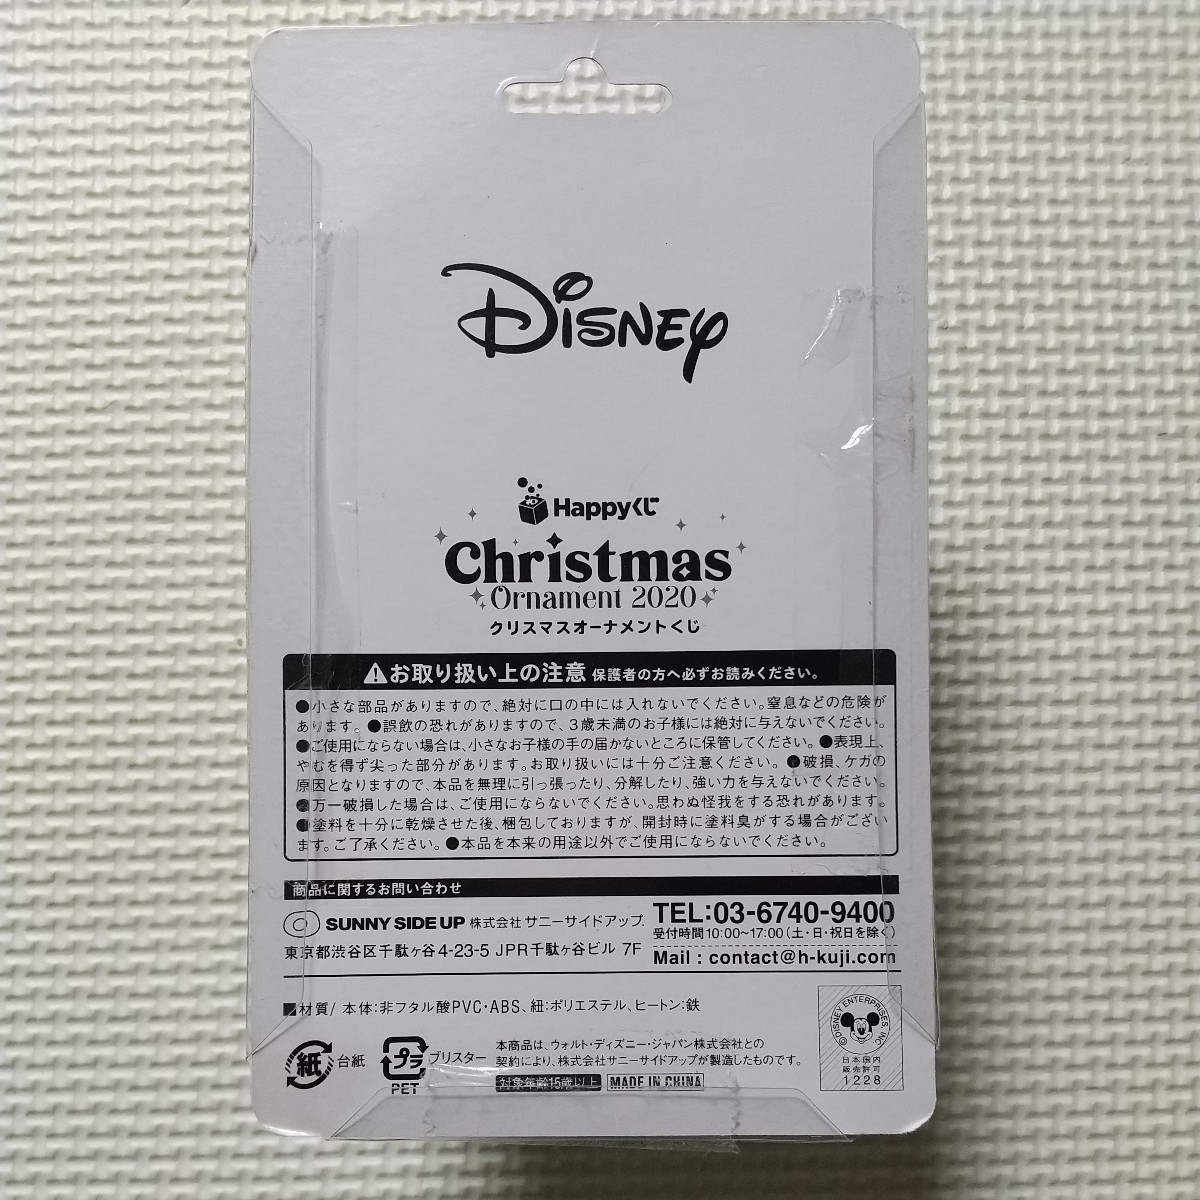 Disney
Happyくじ
Christmas
Ornament 2020
クリスマスオーナメントくじ
お取り扱い上の注意 保護者の方へ必ずお読みください。
●小さな部品がありますので、絶対に口の中には入れないでください。窒息などの危険が
あります。●誤飲の恐れがありますので、3歳未満のお子様には絶対に与えないでください。
●ご使用にならない場合は、小さなお子様の手の届かないところに保管してください。●表現上、
やむを得ず尖った部分があります。お取り扱いには十分ご注意ください。●破損、ケガの
原因となりますので、本品を無理に引っ張ったり、分解したり、強い力を与えないでください。
●万一破損した場合は、ご使用にならないでください。思わぬ怪我をする恐れがあります。
●塗料を十分に乾燥させた後、梱包しておりますが、開封時に塗料臭がする場合がござい
ます。ご了承ください。●本品を本来の用途以外でご使用にならないでください。
商品に関するお問い合わせ
SUNNY SIDE UP 株式会社 サニーサイドアップ
東京都渋谷区千駄ヶ谷4-23-5 JPR千駄ヶ谷ビル 7F
TEL:03-6740-9400
受付時間10:00~17:00(土・日・祝日を除く)
Mail : contact@h-kuji.com
■材質/ 本体:非フタル酸PVC・ABS、紐:ポリエステル、ヒートン:鉄
紙 台紙
プラ ブリスター
PET
本商品は、ウォルト・ディズニー・ジャパン株式会社との
契約により、株式会社サニーサイドアップが製造したものです。
対象年齢15歳以上 MADE IN CHINA
©DISNEY ENTERPRISES, INC.
日本国内
販売許可
1228